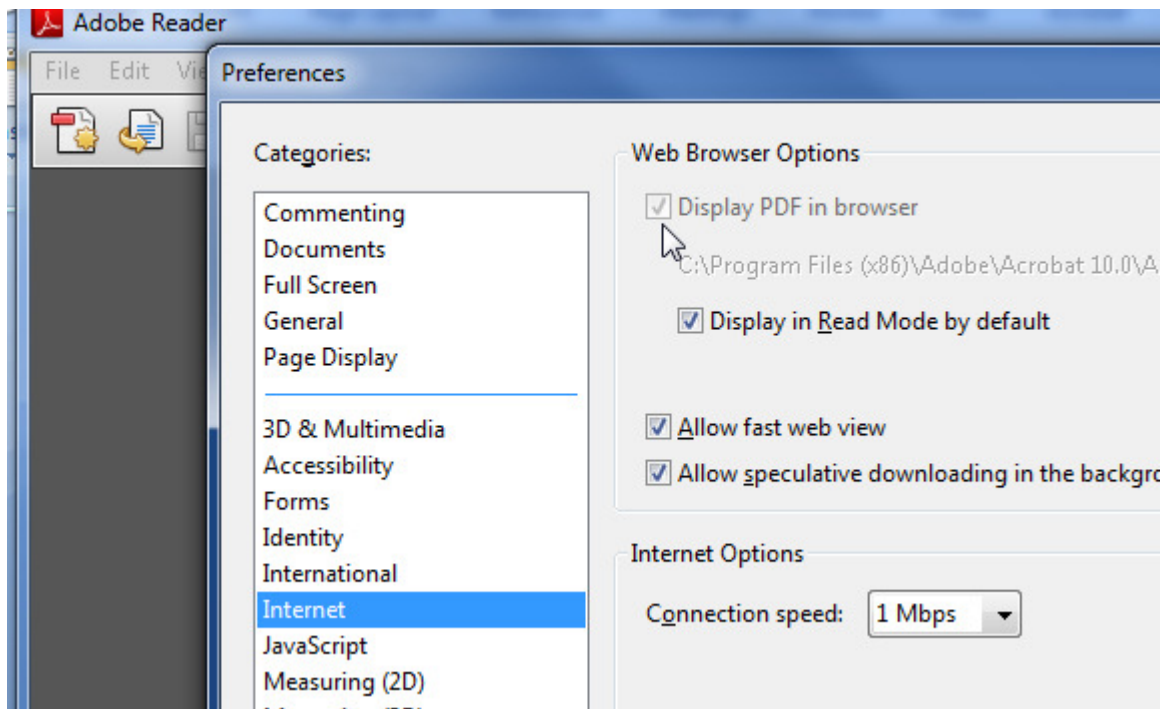 Adobe Reader
File Edit
Preferences
Categories:
Commenting
Documents
Full Screen
General
Page Display
3D & Multimedia
Accessibility
Forms
Identity
International
Internet
JavaScript
Measuring (2D)
Web Browser Options
Display PDF in browser
C:\Program Files (x86)\Adobe\Acrobat 10.0\A
Display in Read Mode by default
Allow fast web view
Allow speculative downloading in the backgro
Internet Options
Connection speed: 1 Mbps